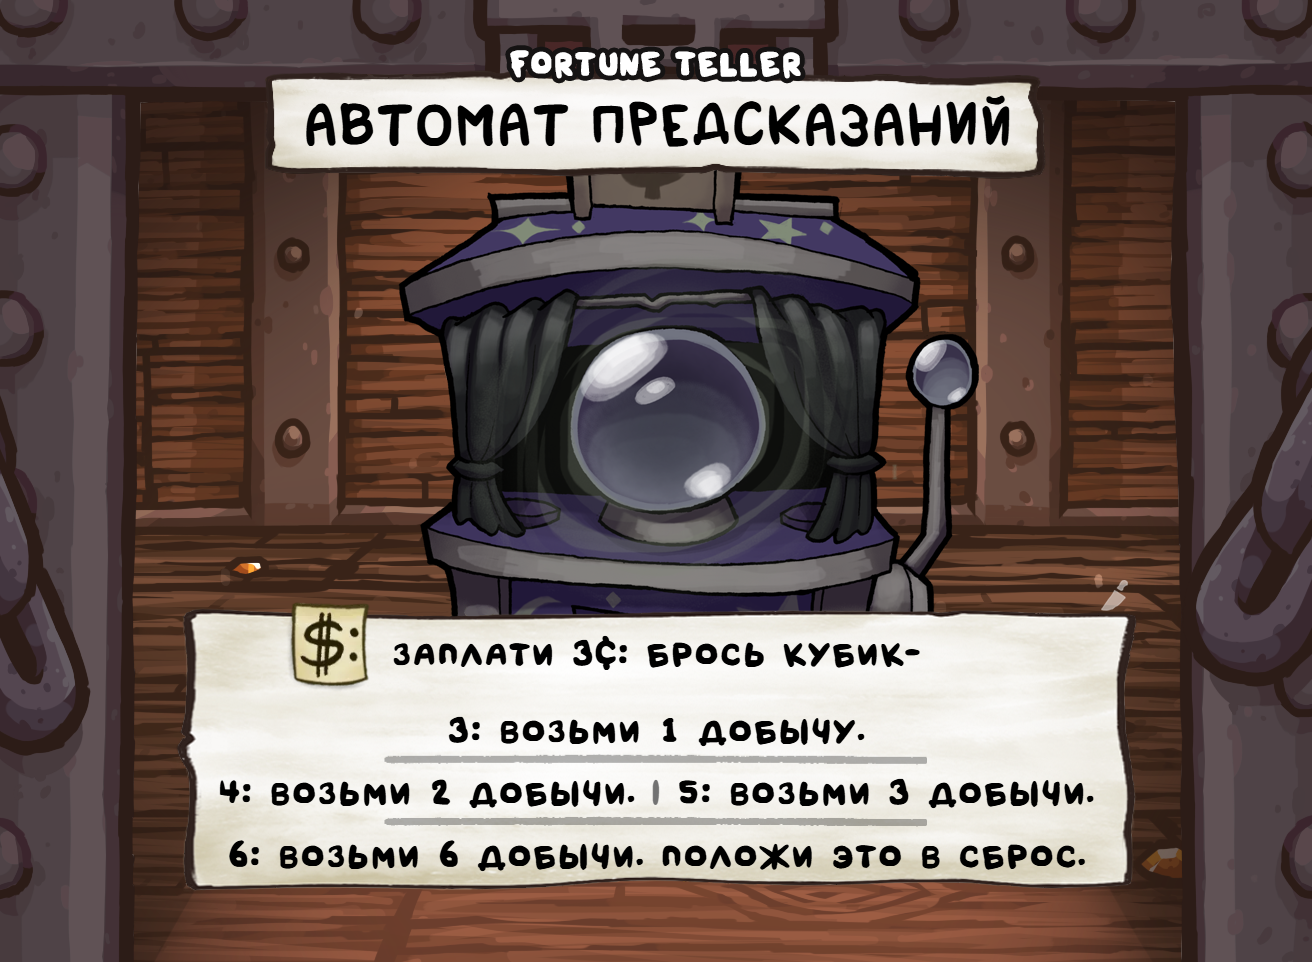 FORTUNE TELLER
АВТОМАТ ПРЕДСКАЗАНИЙ
$: ЗАПЛАТИ 3¢: БРОСЬ КУБИК-
3: ВОЗЬМИ 1 ДОБЫЧУ.
4: ВОЗЬМИ 2 ДОБЫЧИ. | 5: ВОЗЬМИ 3 ДОБЫЧИ.
6: ВОЗЬМИ 6 ДОБЫЧИ. ПОЛОЖИ ЭТО В СБРОС.